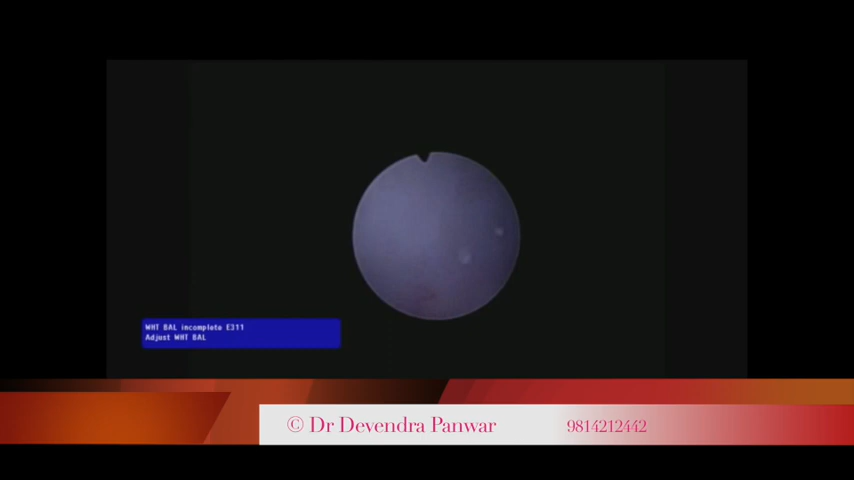 WHT BAL incomplete E311
Adjust WHT BAL
© Dr Devendra Panwar 9814212442